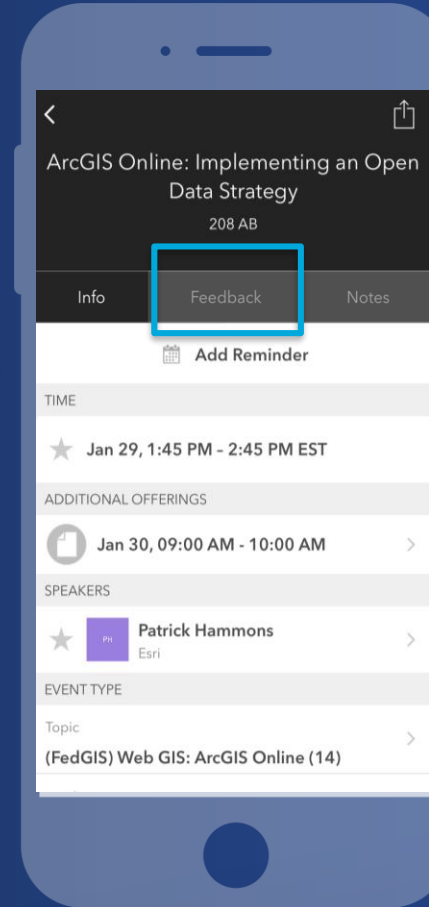 ArcGIS Online: Implementing an Open
Data Strategy
208 AB
Info Feedback Notes
Add Reminder
TIME
Jan 29, 1:45 PM – 2:45 PM EST
ADDITIONAL OFFERINGS
Jan 30, 09:00 AM - 10:00 AM
SPEAKERS
PH
Patrick Hammons
Esri
EVENT TYPE
Topic
(FedGIS) Web GIS: ArcGIS Online (14)